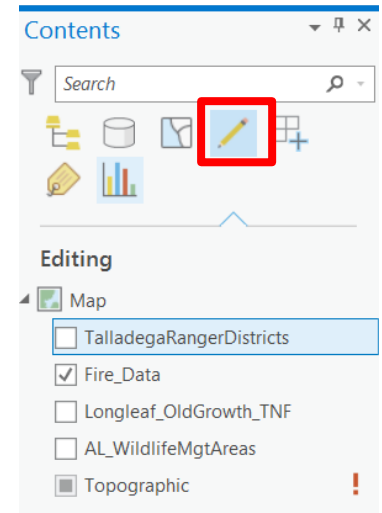 Contents
Search
Editing
Map
TalladegaRangerDistricts
Fire_Data
Longleaf_OldGrowth_TNF
AL_WildlifeMgtAreas
Topographic